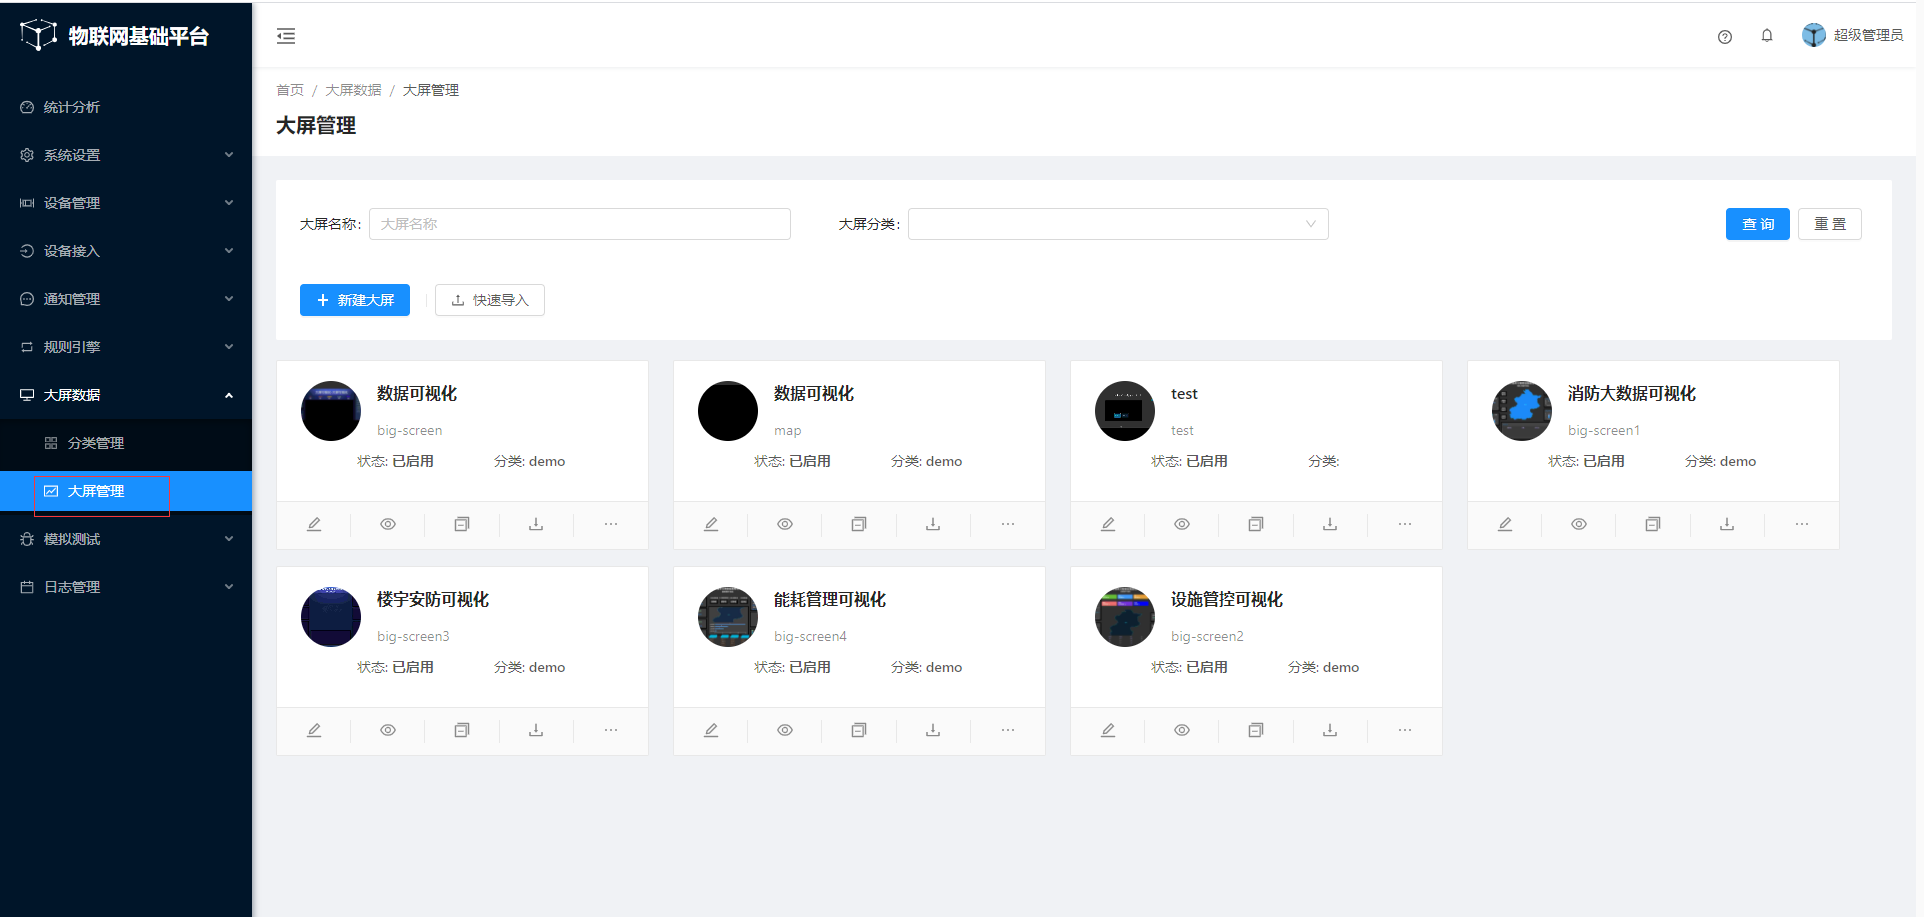 物联网基础平台
统计分析
系统设置
设备管理
设备接入
通知管理
规则引擎
大屏数据
分类管理
大屏管理
模拟测试
日志管理
超级管理员
首页 / 大屏数据 / 大屏管理
大屏管理
大屏名称: 大屏名称 大屏分类: 查询 重置
新建大屏 快速导入
数据可视化
big-screen
状态: 已启用 分类: demo
数据可视化
map
状态: 已启用 分类: demo
test
test
状态: 已启用 分类:
消防大数据可视化
big-screen1
状态: 已启用 分类: demo
楼宇安防可视化
big-screen3
状态: 已启用 分类: demo
能耗管理可视化
big-screen4
状态: 已启用 分类: demo
设施管控可视化
big-screen2
状态: 已启用 分类: demo